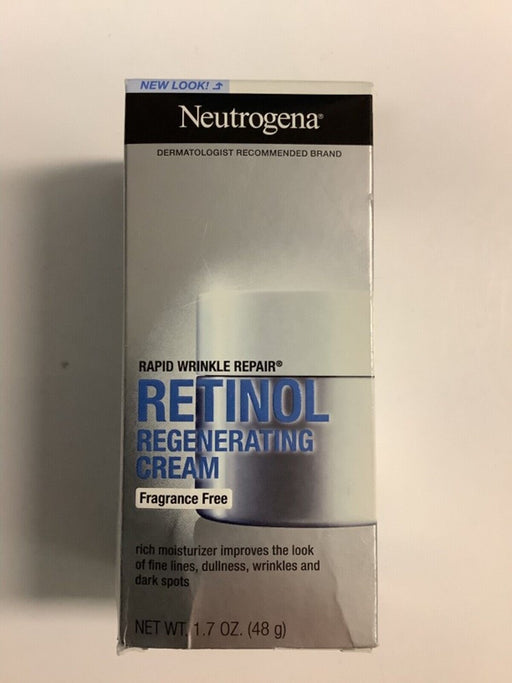 NEW LOOK!
Neutrogena®
DERMATOLOGIST RECOMMENDED BRAND
RAPID WRINKLE REPAIR®
RETINOL
REGENERATING
CREAM
Fragrance Free
rich moisturizer improves the look
of fine lines, dullness, wrinkles and
dark spots
NET WT. 1.7 OZ. (48 g)